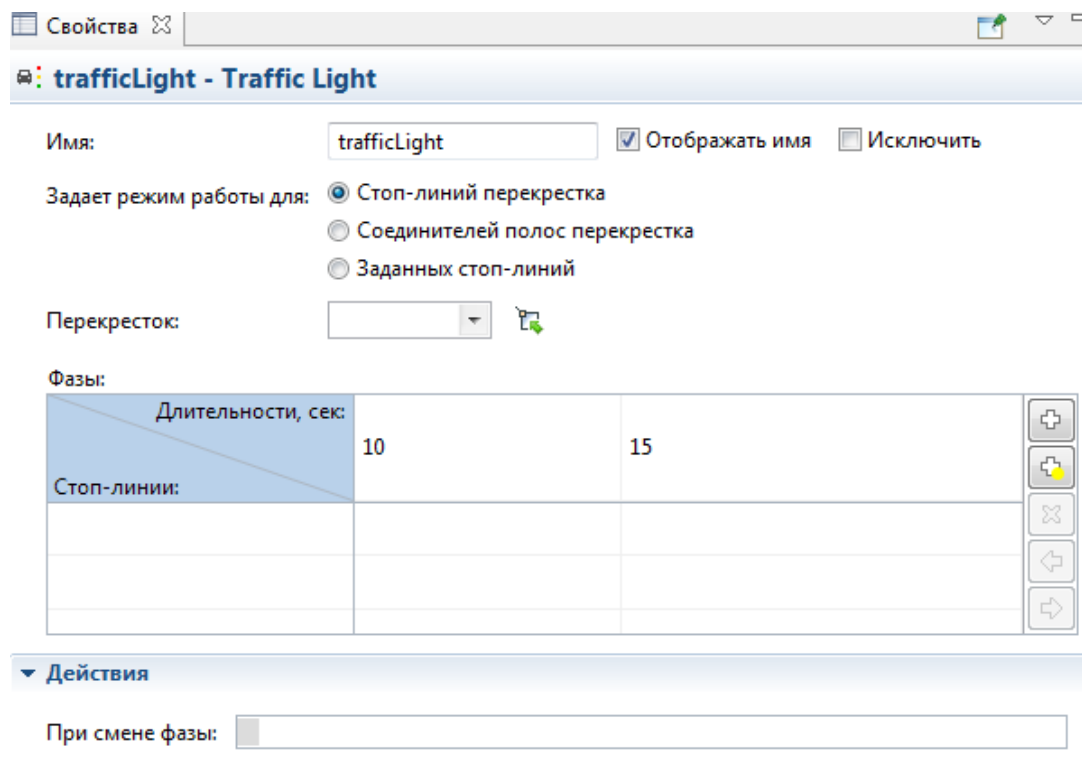 Свойства
trafficLight - Traffic Light
Имя: trafficLight Отображать имя Исключить
Задает режим работы для: Стоп-линий перекрестка
Соединителей полос перекрестка
Заданных стоп-линий
Перекресток:
Фазы:
Длительности, сек:
10 15
Стоп-линии:
Действия
При смене фазы: